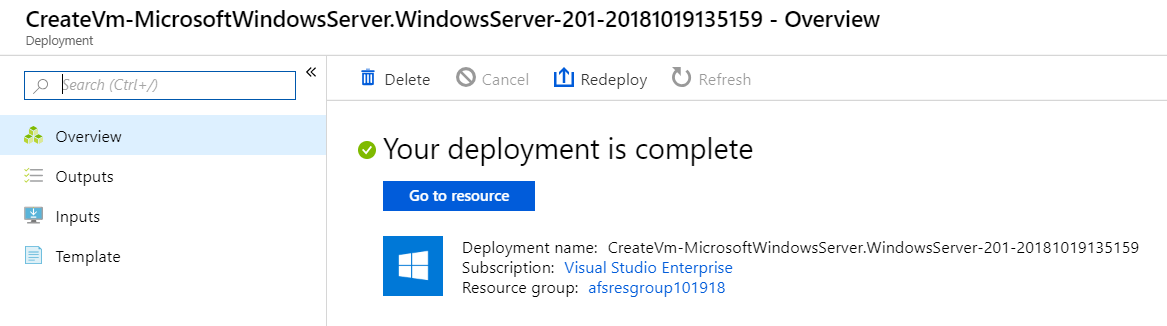 CreateVm-MicrosoftWindowsServer.WindowsServer-201-20181019135159 - Overview
Deployment
Search (Ctrl+/)
«
Delete
Cancel
Redeploy
Refresh
Overview
Outputs
Inputs
Template
Your deployment is complete
Go to resource
Deployment name: CreateVm-MicrosoftWindowsServer.WindowsServer-201-20181019135159
Subscription: Visual Studio Enterprise
Resource group: afsresgroup101918